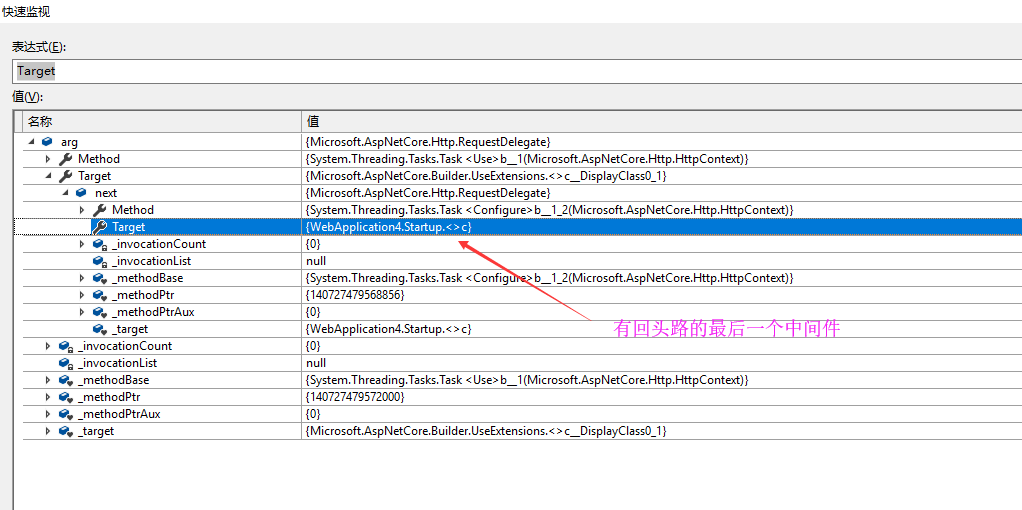 快速监视
表达式(E):
Target
值(V):
名称 值
arg {Microsoft.AspNetCore.Http.RequestDelegate}
Method {System.Threading.Tasks.Task <Use>b__1(Microsoft.AspNetCore.Http.HttpContext)}
Target {Microsoft.AspNetCore.Builder.UseExtensions.<>c__DisplayClass0_1}
next {Microsoft.AspNetCore.Http.RequestDelegate}
Method {System.Threading.Tasks.Task <Configure>b__1_2(Microsoft.AspNetCore.Http.HttpContext)}
Target {WebApplication4.Startup.<>c}
_invocationCount {0}
_invocationList null
_methodBase {System.Threading.Tasks.Task <Configure>b__1_2(Microsoft.AspNetCore.Http.HttpContext)}
_methodPtr {140727479568856}
_methodPtrAux {0}
_target {WebApplication4.Startup.<>c}
有回头路的最后一个中间件
_invocationCount {0}
_invocationList null
_methodBase {System.Threading.Tasks.Task <Use>b__1(Microsoft.AspNetCore.Http.HttpContext)}
_methodPtr {140727479572000}
_methodPtrAux {0}
_target {Microsoft.AspNetCore.Builder.UseExtensions.<>c__DisplayClass0_1}